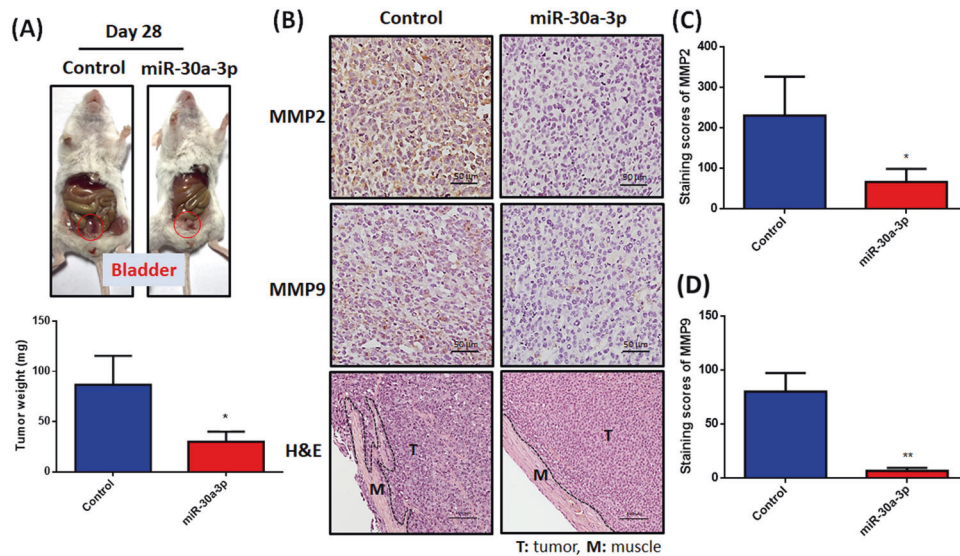 (A)
Day 28
Control miR-30a-3p
Bladder
Tumor weight (mg)
150
100
50
0
Control
miR-30a-3p
(B)
Control miR-30a-3p
MMP2
50 μm
50 μm
MMP9
50 μm
50 μm
H&E
T
M
T
M
T: tumor, M: muscle
(C)
Staining scores of MMP2
400
300
200
100
0
*
Control
miR-30a-3p
(D)
Staining scores of MMP9
150
100
50
0
**
Control
miR-30a-3p